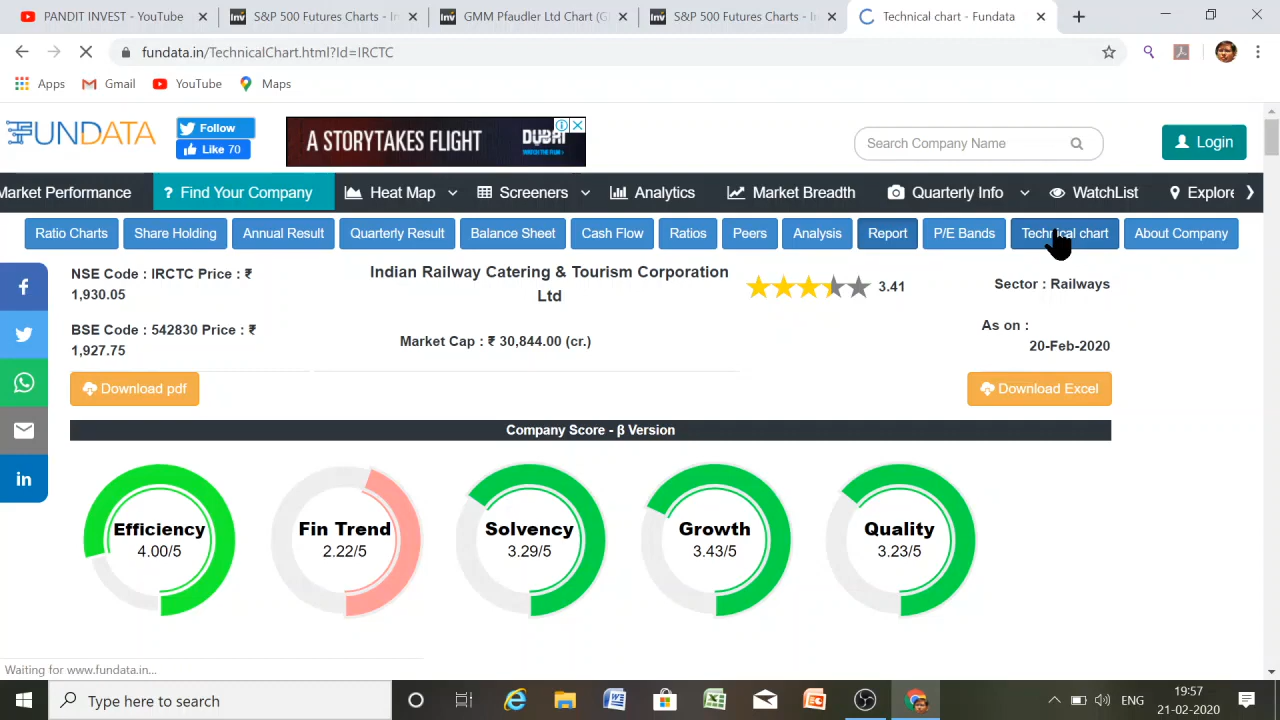 PANDIT INVEST - YouTube
S&P 500 Futures Charts - In
GMM Pfaudler Ltd Chart (G
S&P 500 Futures Charts - In
Technical chart - Fundata
fundata.in/TechnicalChart.html?Id=IRCTC
Apps
Gmail
YouTube
Maps
FUNDATA
Follow
Like 70
A STORYTAKES FLIGHT
DUBAI
WATCH THE FILM
Search Company Name
Login
Market Performance
? Find Your Company
Heat Map
Screeners
Analytics
Market Breadth
Quarterly Info
WatchList
Explore
Ratio Charts
Share Holding
Annual Result
Quarterly Result
Balance Sheet
Cash Flow
Ratios
Peers
Analysis
Report
P/E Bands
Technical chart
About Company
NSE Code : IRCTC Price : ₹
1,930.05
Indian Railway Catering & Tourism Corporation
Ltd
3.41
Sector : Railways
BSE Code : 542830 Price : ₹
1,927.75
Market Cap : ₹ 30,844.00 (cr.)
As on :
20-Feb-2020
Download pdf
Download Excel
Company Score - β Version
Efficiency
4.00/5
Fin Trend
2.22/5
Solvency
3.29/5
Growth
3.43/5
Quality
3.23/5
Waiting for www.fundata.in...
Type here to search
ENG
19:57
21-02-2020